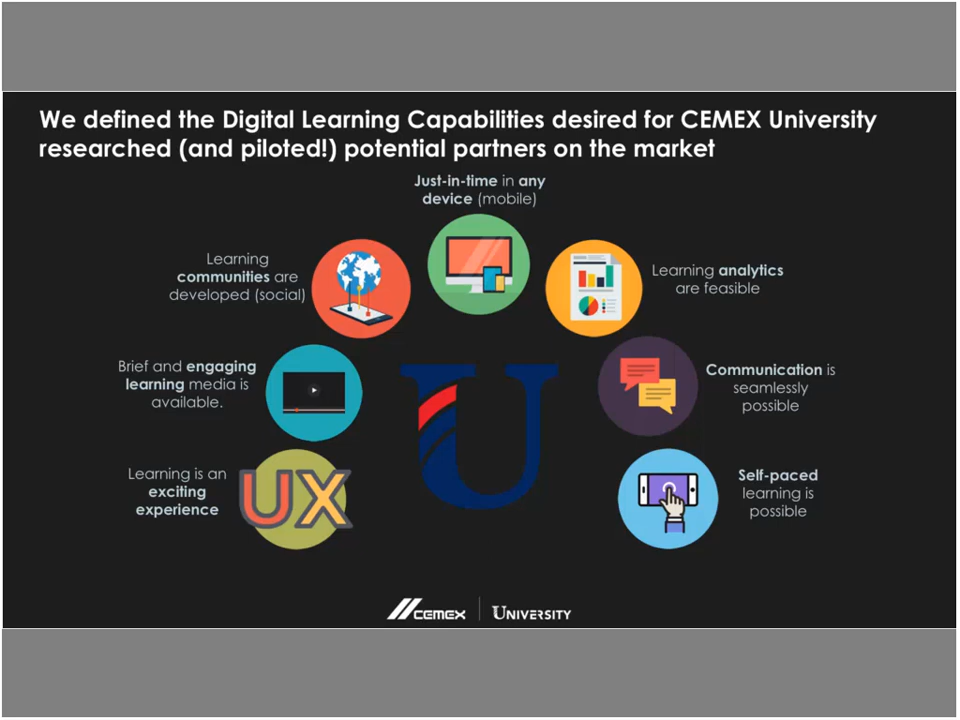 We defined the Digital Learning Capabilities desired for CEMEX University
researched (and piloted!) potential partners on the market
Just-in-time in any
device (mobile)
Learning
communities are
developed (social)
Learning analytics
are feasible
Brief and engaging
learning media is
available.
Communication is
seamlessly
possible
Learning is an
exciting
experience
UX
U
Self-paced
learning is
possible
CEMEX | UNIVERSITY